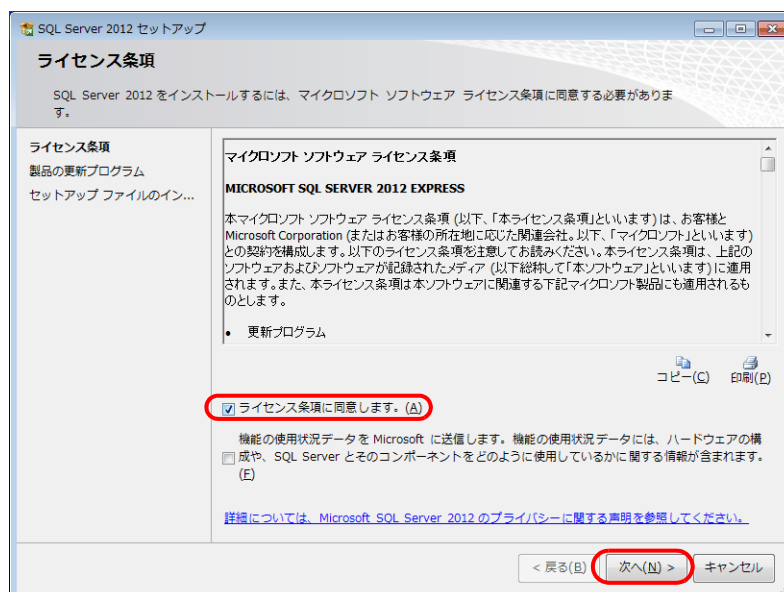 SQL Server 2012 セットアップ
ライセンス条項
SQL Server 2012 をインストールするには、マイクロソフト ソフトウェア ライセンス条項に同意する必要がありま
す。
ライセンス条項
製品の更新プログラム
セットアップ ファイルのイン...
マイクロソフト ソフトウェア ライセンス条項
MICROSOFT SQL SERVER 2012 EXPRESS
本マイクロソフト ソフトウェア ライセンス条項 (以下、「本ライセンス条項」といいます) は、お客様と
Microsoft Corporation (またはお客様の所在地に応じた関連会社。以下、「マイクロソフト」といいます)
との契約を構成します。以下のライセンス条項を注意してお読みください。本ライセンス条項は、上記の
ソフトウェアおよびソフトウェアが記録されたメディア (以下総称して「本ソフトウェア」といいます) に適用
されます。また、本ライセンス条項は本ソフトウェアに関連する下記マイクロソフト製品にも適用されるも
のとします。
• 更新プログラム
コピー(C) 印刷(P)
ライセンス条項に同意します。(A)
機能の使用状況データを Microsoft に送信します。機能の使用状況データには、ハードウェアの構
成や、SQL Server とそのコンポーネントをどのように使用しているかに関する情報が含まれます。
(F)
詳細については、Microsoft SQL Server 2012 のプライバシーに関する声明を参照してください。
< 戻る(B) 次へ(N) > キャンセル